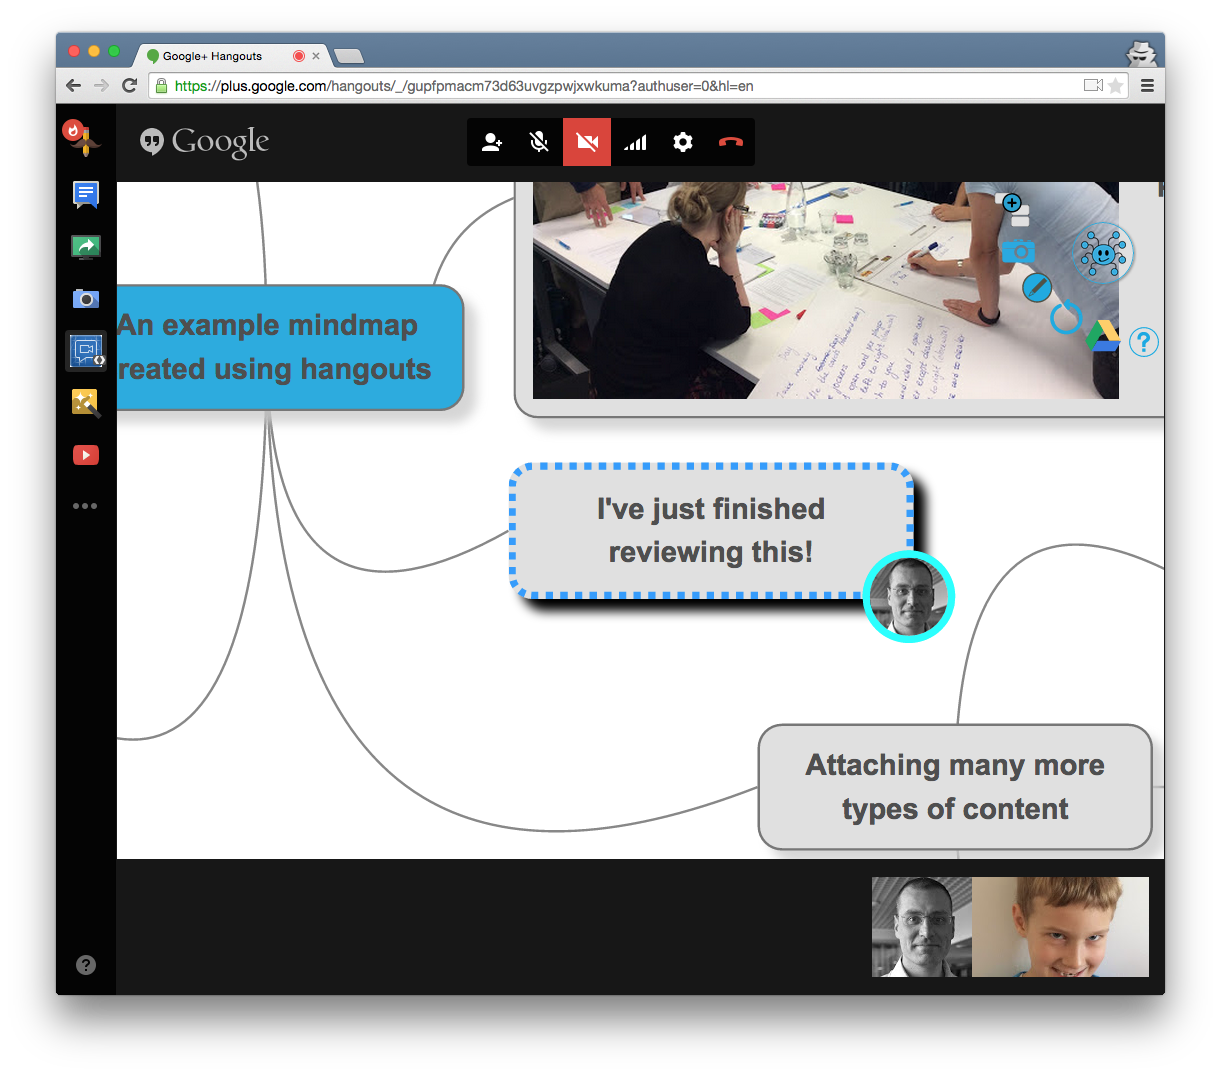 Google+ Hangouts
https://plus.google.com/hangouts/_/gupfpmacm73d63uvgzpwjxwkuma?authuser=0&hl=en
Google
An example mindmap
reated using hangouts
I've just finished
reviewing this!
Attaching many more
types of content